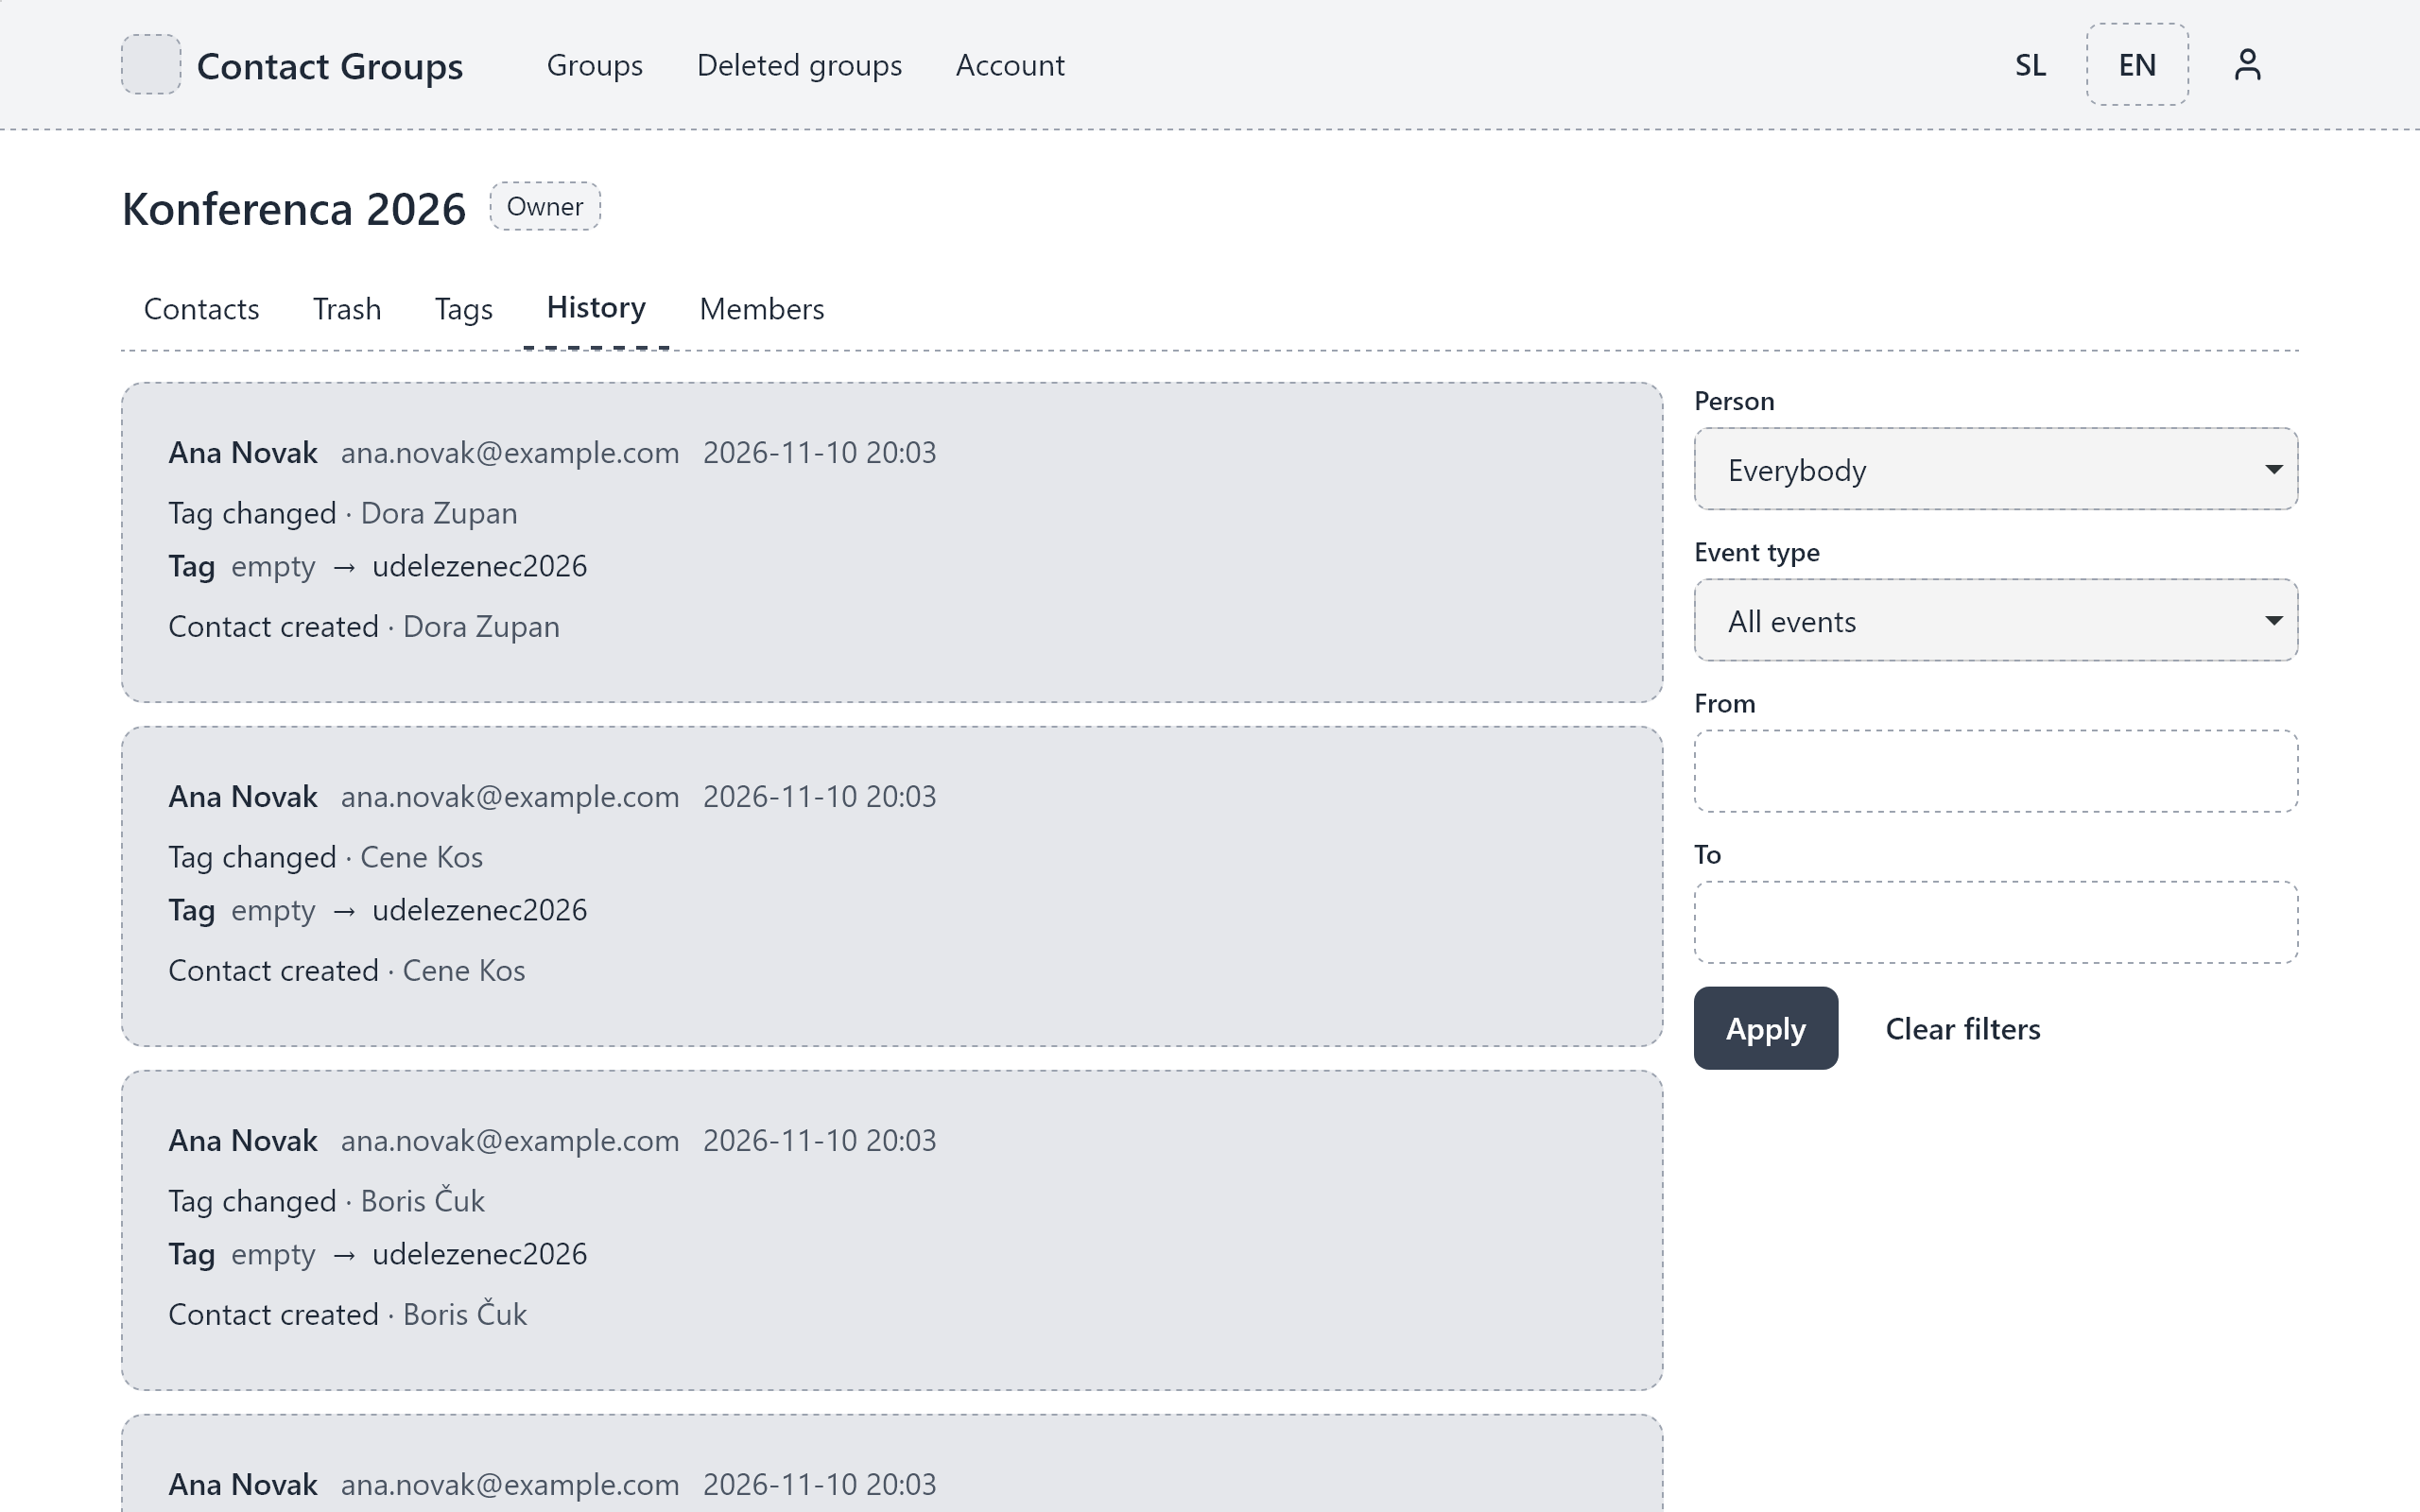 Contact Groups Groups Deleted groups Account SL EN
Konferenca 2026 Owner
Contacts Trash Tags History Members
Ana Novak ana.novak@example.com 2026-11-10 20:03
Tag changed · Dora Zupan
Tag empty → udelezenec2026
Contact created · Dora Zupan
Ana Novak ana.novak@example.com 2026-11-10 20:03
Tag changed · Cene Kos
Tag empty → udelezenec2026
Contact created · Cene Kos
Ana Novak ana.novak@example.com 2026-11-10 20:03
Tag changed · Boris Čuk
Tag empty → udelezenec2026
Contact created · Boris Čuk
Ana Novak ana.novak@example.com 2026-11-10 20:03
Person
Everybody
Event type
All events
From
To
Apply Clear filters